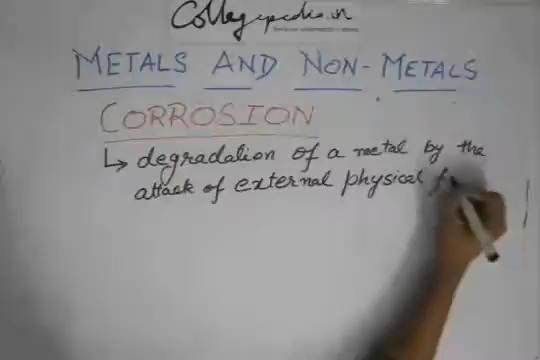 Collegepedia.in
METALS AND NON-METALS
CORROSION
↳ degradation of a metal by the
attack of external physical f